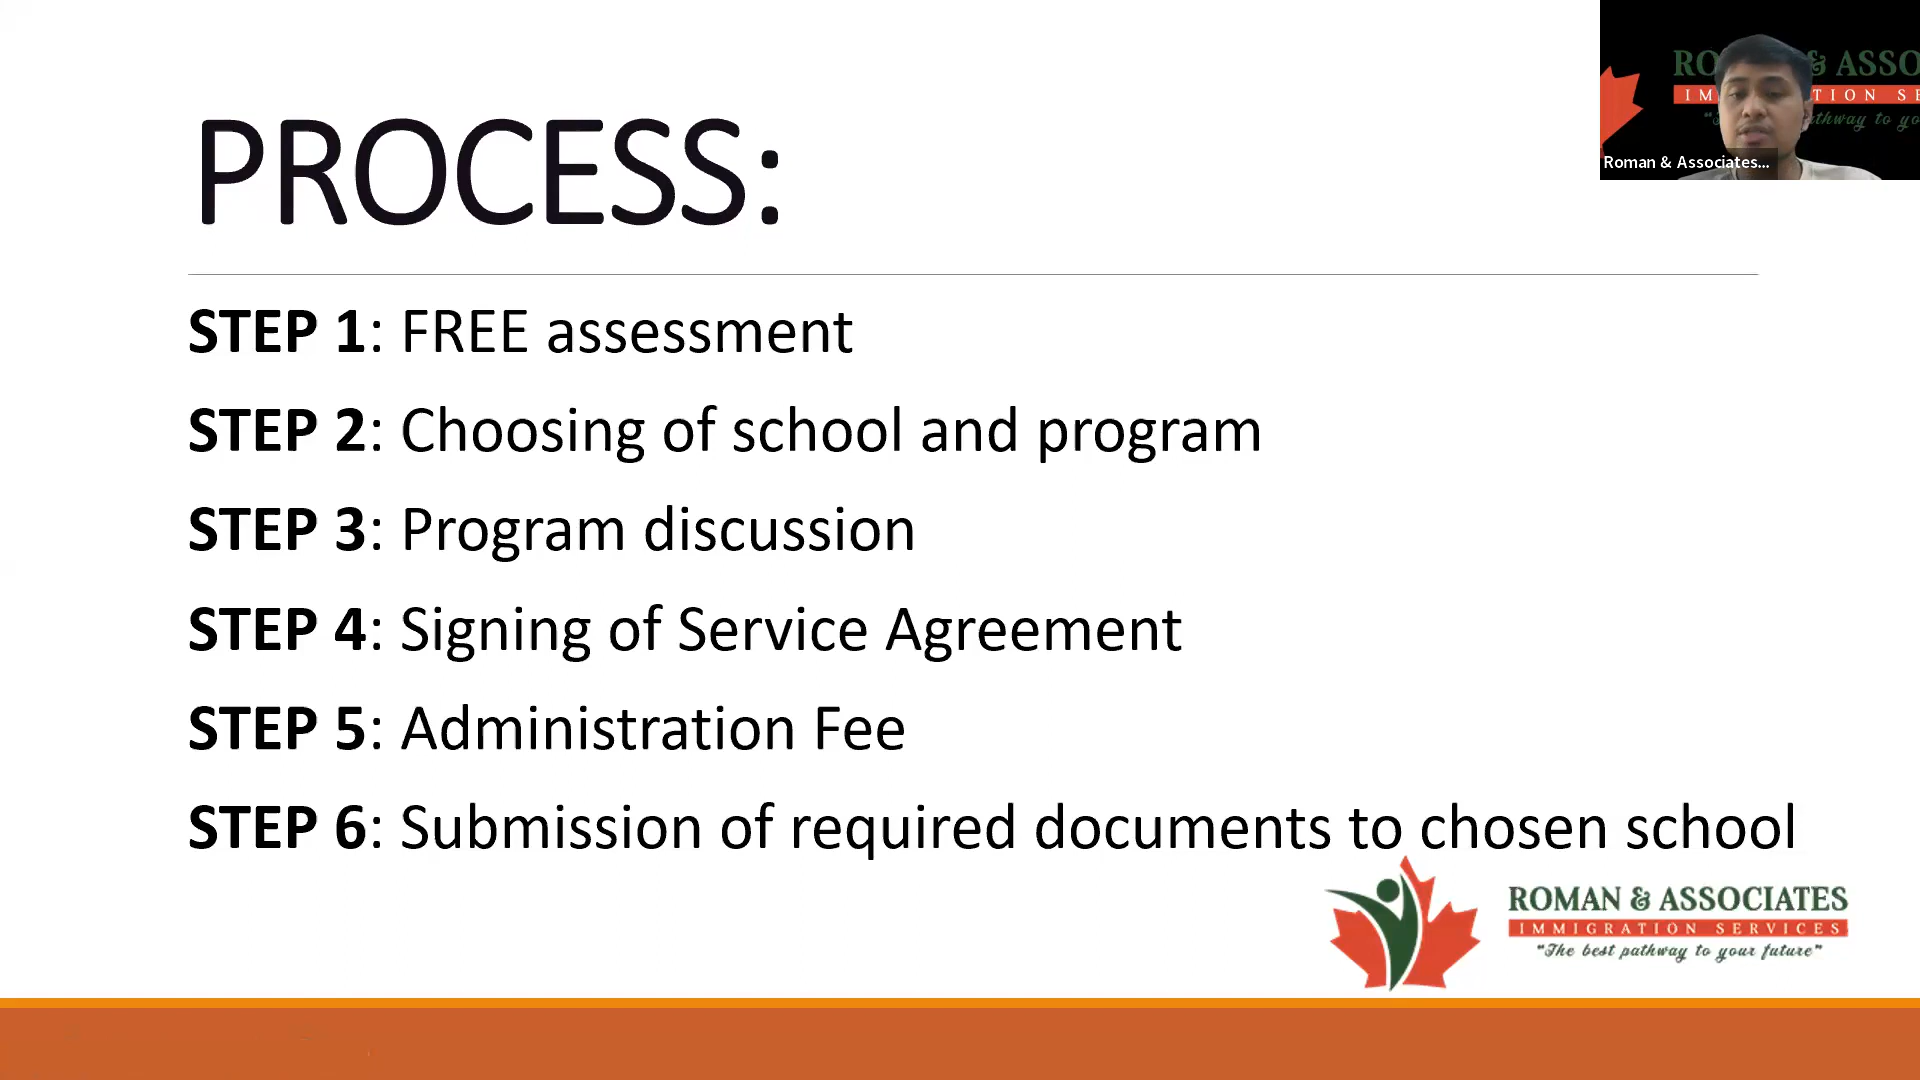 PROCESS:
STEP 1: FREE assessment
STEP 2: Choosing of school and program
STEP 3: Program discussion
STEP 4: Signing of Service Agreement
STEP 5: Administration Fee
STEP 6: Submission of required documents to chosen school
ROMAN & ASSOCIATES
IMMIGRATION SERVICES
"The best pathway to your future"
Roman & Associates...